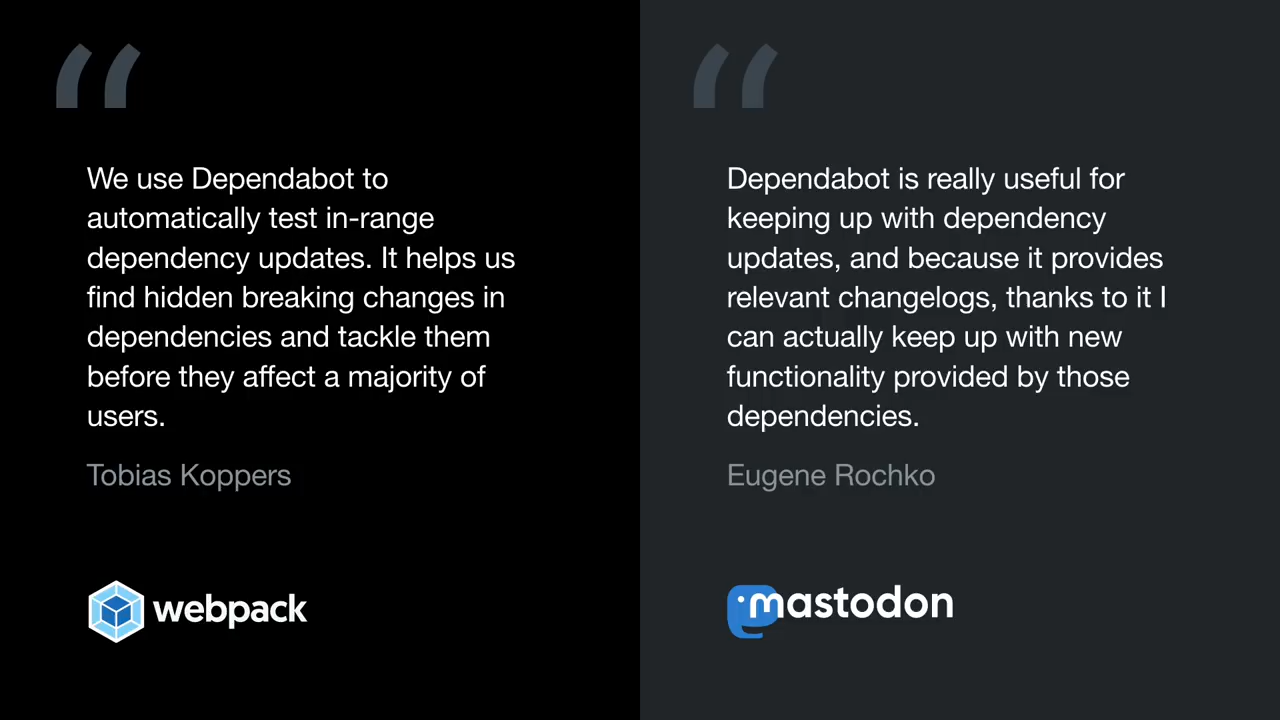 We use Dependabot to
automatically test in-range
dependency updates. It helps us
find hidden breaking changes in
dependencies and tackle them
before they affect a majority of
users.
Tobias Koppers
webpack
Dependabot is really useful for
keeping up with dependency
updates, and because it provides
relevant changelogs, thanks to it I
can actually keep up with new
functionality provided by those
dependencies.
Eugene Rochko
mastodon